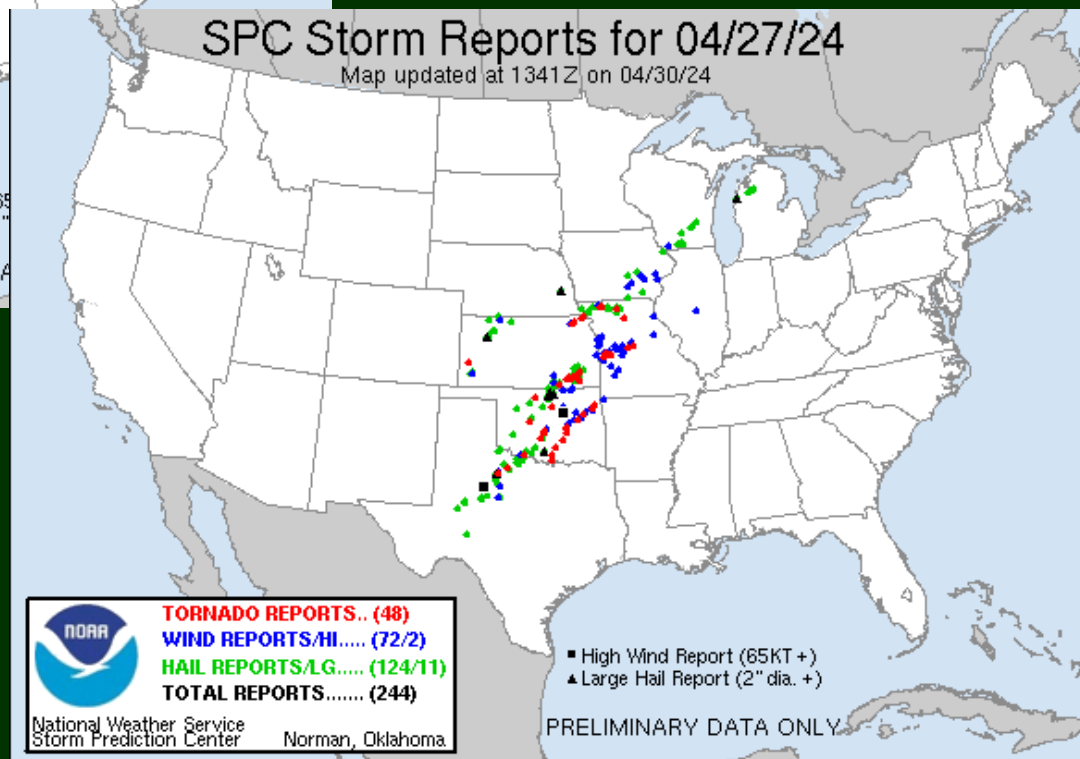 SPC Storm Reports for 04/27/24
Map updated at 1341Z on 04/30/24
NOAA
TORNADO REPORTS.. (48)
WIND REPORTS/HI..... (72/2)
HAIL REPORTS/LG..... (124/11)
TOTAL REPORTS....... (244)
National Weather Service
Storm Prediction Center Norman, Oklahoma
High Wind Report (65KT +)
Large Hail Report (2" dia. +)
PRELIMINARY DATA ONLY